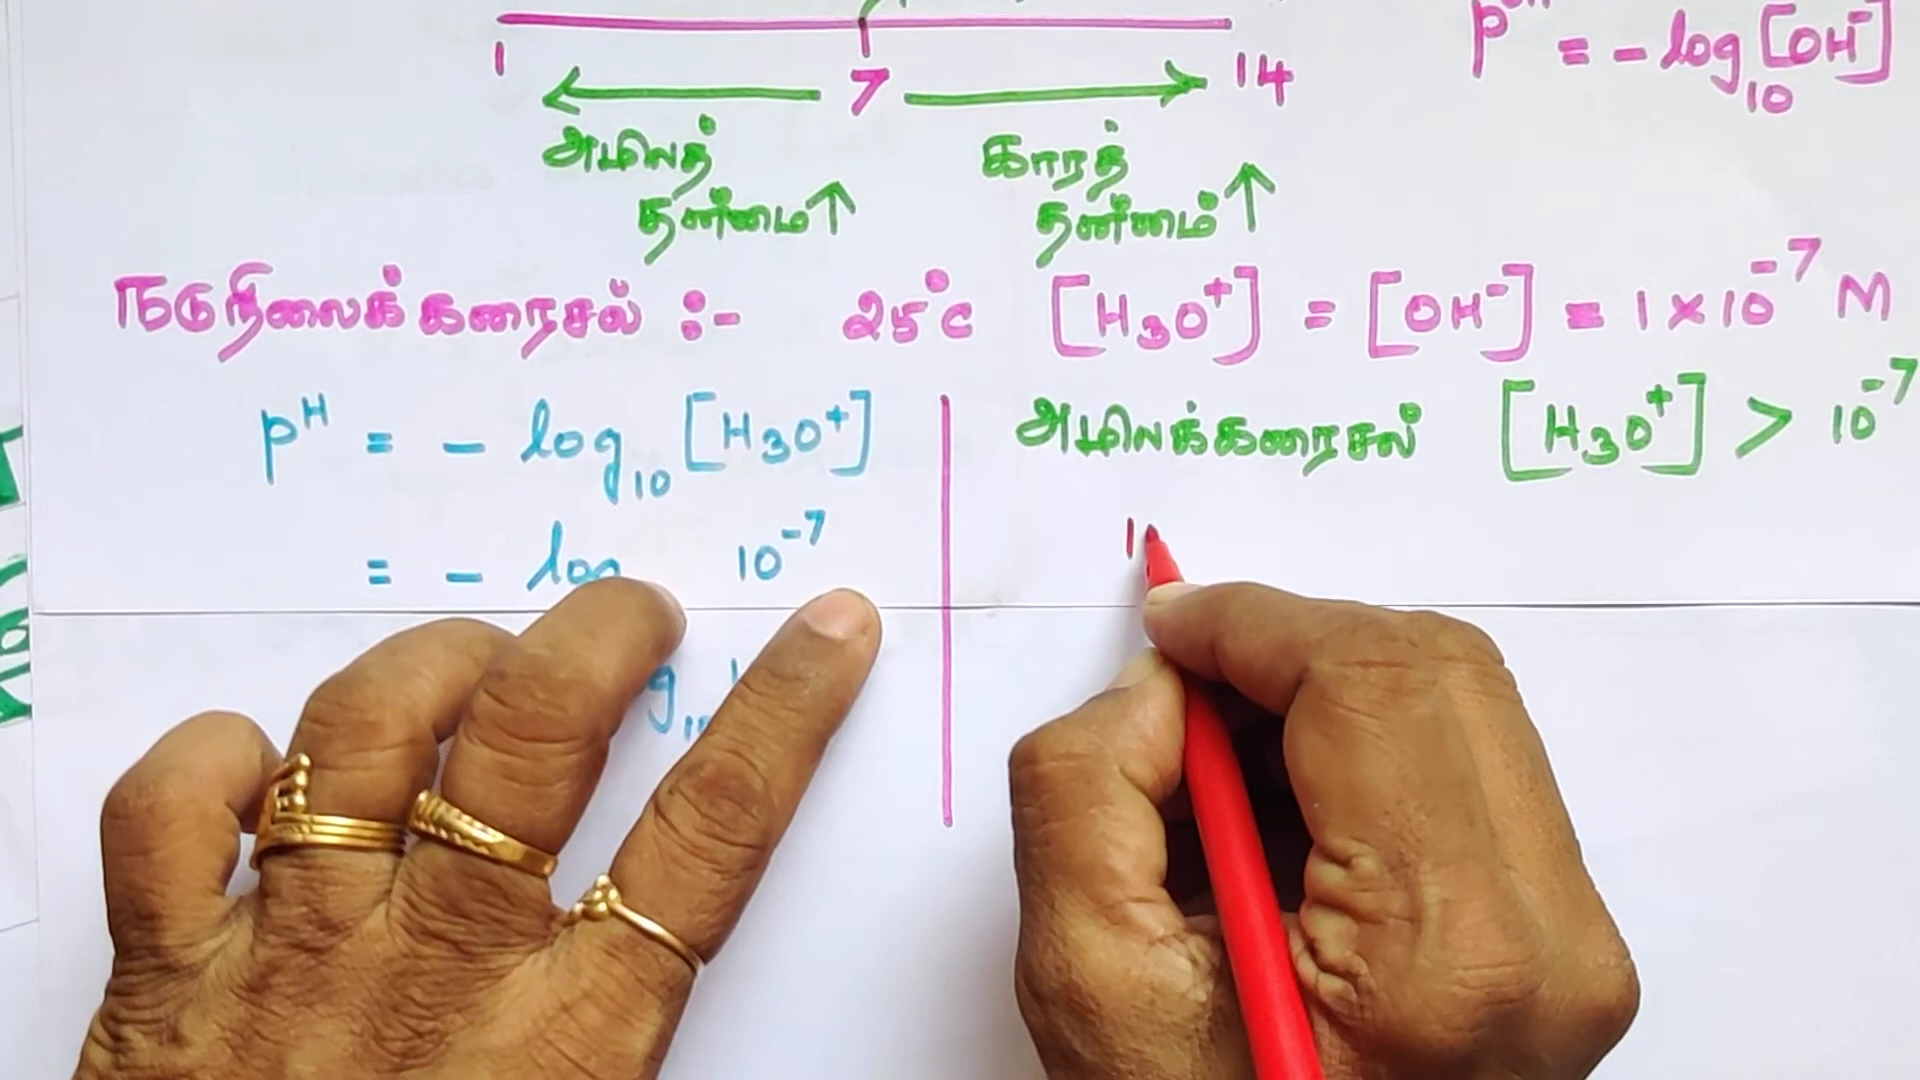 1 7 14
pOH = - log10 [OH-]
அமிலத் தன்மை ↑
காரத் தன்மை ↑
நடுநிலைக்கரைசல் :- 25°C [H3O+] = [OH-] = 1 × 10-7 M
pH = - log10 [H3O+]
= - log 10-7
அமிலக்கரைசல் [H3O+] > 10-7
1